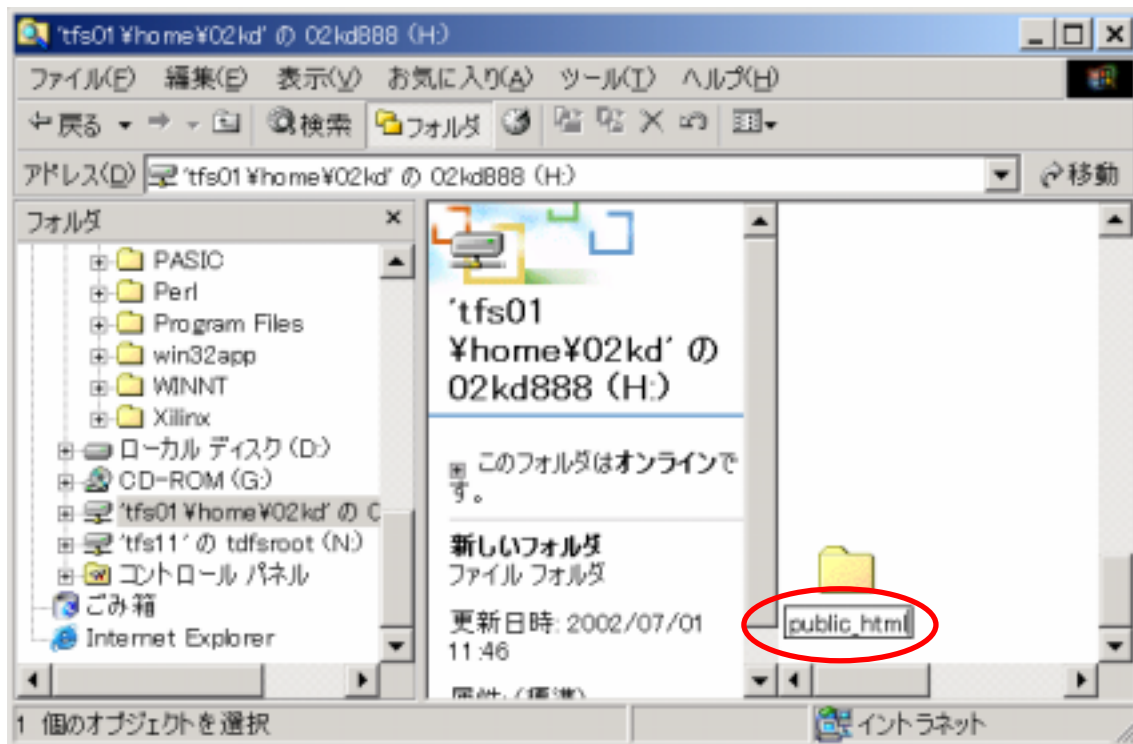 'tfs01¥home¥02kd' の 02kd888 (H:)
ファイル(F) 編集(E) 表示(V) お気に入り(A) ツール(T) ヘルプ(H)
戻る 検索 フォルダ
アドレス(D) 'tfs01¥home¥02kd' の 02kd888 (H:) 移動
フォルダ
PASIC
Perl
Program Files
win32app
WINNT
Xilinx
ローカル ディスク (D:)
CD-ROM (G:)
'tfs01¥home¥02kd' の
'tfs11' の tdfsroot (N:)
コントロール パネル
ごみ箱
Internet Explorer
'tfs01
¥home¥02kd' の
02kd888 (H:)
このフォルダはオンラインで
す。
新しいフォルダ
ファイル フォルダ
更新日時: 2002/07/01
11:46
属性: (標準)
public_html
1 個のオブジェクトを選択
イントラネット